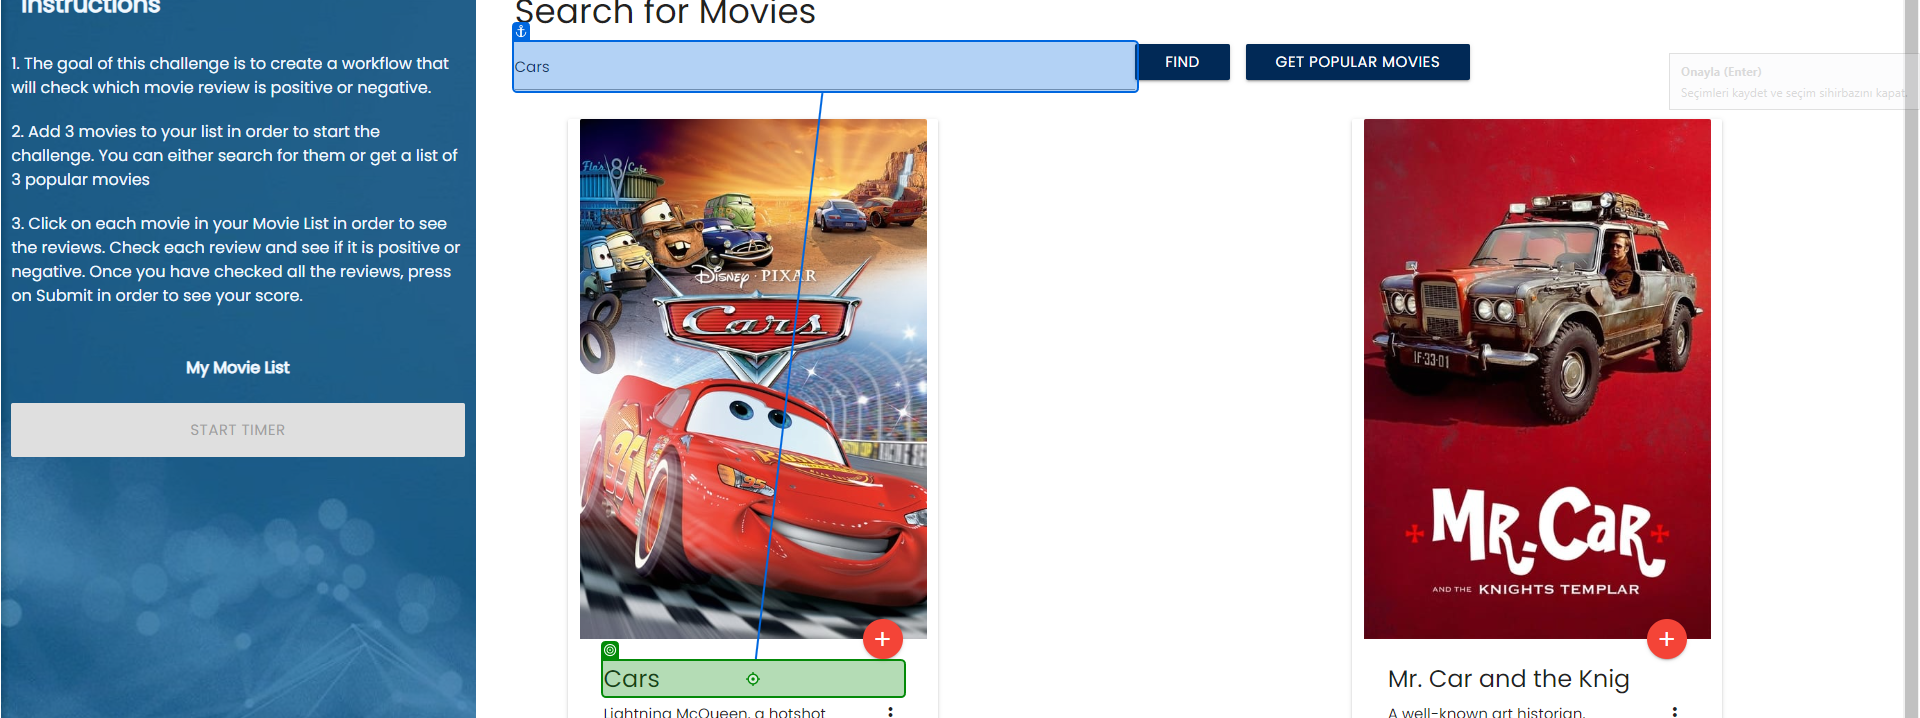 Instructions
1. The goal of this challenge is to create a workflow that
will check which movie review is positive or negative.
2. Add 3 movies to your list in order to start the
challenge. You can either search for them or get a list of
3 popular movies
3. Click on each movie in your Movie List in order to see
the reviews. Check each review and see if it is positive or
negative. Once you have checked all the reviews, press
on Submit in order to see your score.
My Movie List
START TIMER
Search for Movies
Cars
FIND
GET POPULAR MOVIES
Onayla (Enter)
Seçimleri kaydet ve seçim sihirbazını kapat.
Flo's V8 Cafe
Disney · PIXAR
Cars
95
95
Cars
Lightning McQueen, a hotshot
1F·33-01
MR. CAR
AND THE KNIGHTS TEMPLAR
Mr. Car and the Knig
A well-known art historian,